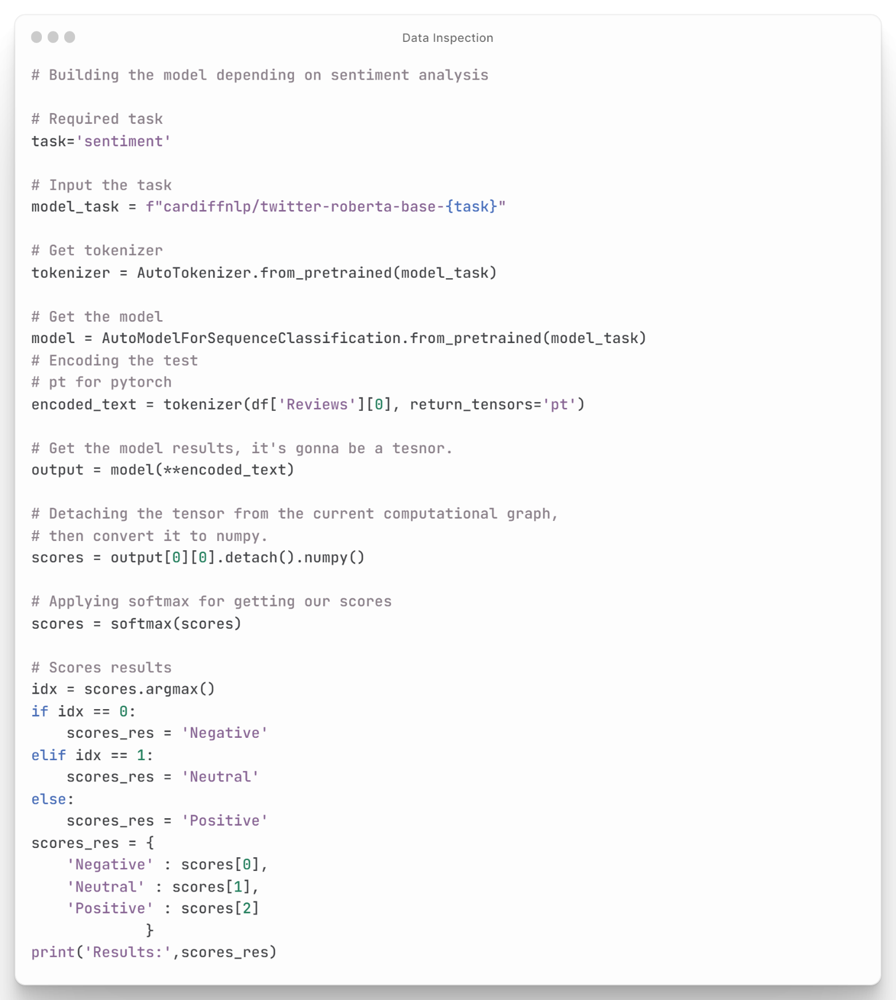 Data Inspection
# Building the model depending on sentiment analysis
# Required task
task='sentiment'
# Input the task
model_task = f"cardiffnlp/twitter-roberta-base-{task}"
# Get tokenizer
tokenizer = AutoTokenizer.from_pretrained(model_task)
# Get the model
model = AutoModelForSequenceClassification.from_pretrained(model_task)
# Encoding the test
# pt for pytorch
encoded_text = tokenizer(df['Reviews'][0], return_tensors='pt')
# Get the model results, it's gonna be a tesnor.
output = model(**encoded_text)
# Detaching the tensor from the current computational graph,
# then convert it to numpy.
scores = output[0][0].detach().numpy()
# Applying softmax for getting our scores
scores = softmax(scores)
# Scores results
idx = scores.argmax()
if idx == 0:
    scores_res = 'Negative'
elif idx == 1:
    scores_res = 'Neutral'
else:
    scores_res = 'Positive'
scores_res = {
    'Negative' : scores[0],
    'Neutral' : scores[1],
    'Positive' : scores[2]
             }
print('Results:',scores_res)